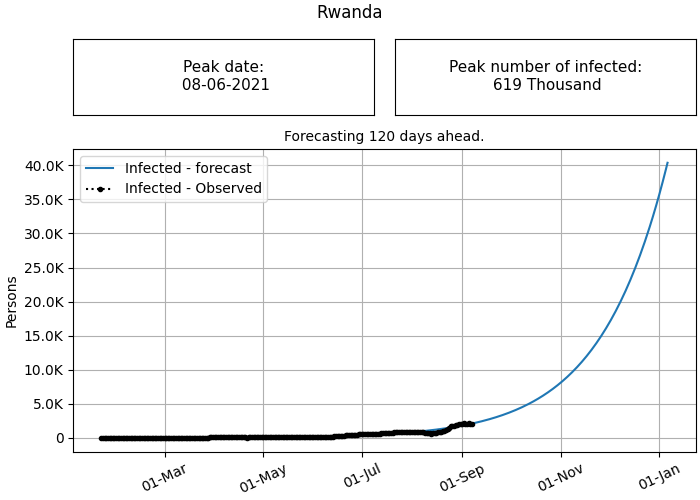 Rwanda
Peak date:
08-06-2021
Peak number of infected:
619 Thousand
Forecasting 120 days ahead.
Infected - forecast
Infected - Observed
40.0K
35.0K
30.0K
25.0K
20.0K
15.0K
10.0K
5.0K
0
Persons
01-Mar
01-May
01-Jul
01-Sep
01-Nov
01-Jan